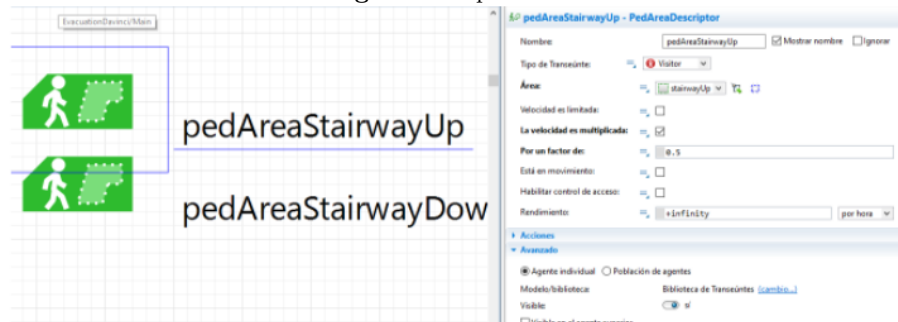 EvacuationDavinci/Main
pedAreaStairwayUp
pedAreaStairwayDow
pedAreaStairwayUp - PedAreaDescriptor
Nombre: pedAreaStairwayUp Mostrar nombre Ignorar
Tipo de Transeúnte: Visitor
Área: stairwayUp
Velocidad es limitada:
La velocidad es multiplicada:
Por un factor de: 0.5
Está en movimiento:
Habilitar control de acceso:
Rendimiento: +infinity por hora
Acciones
Avanzado
Agente individual Población de agentes
Modelo/biblioteca: Biblioteca de Transeúntes (cambio...)
Visible: sí